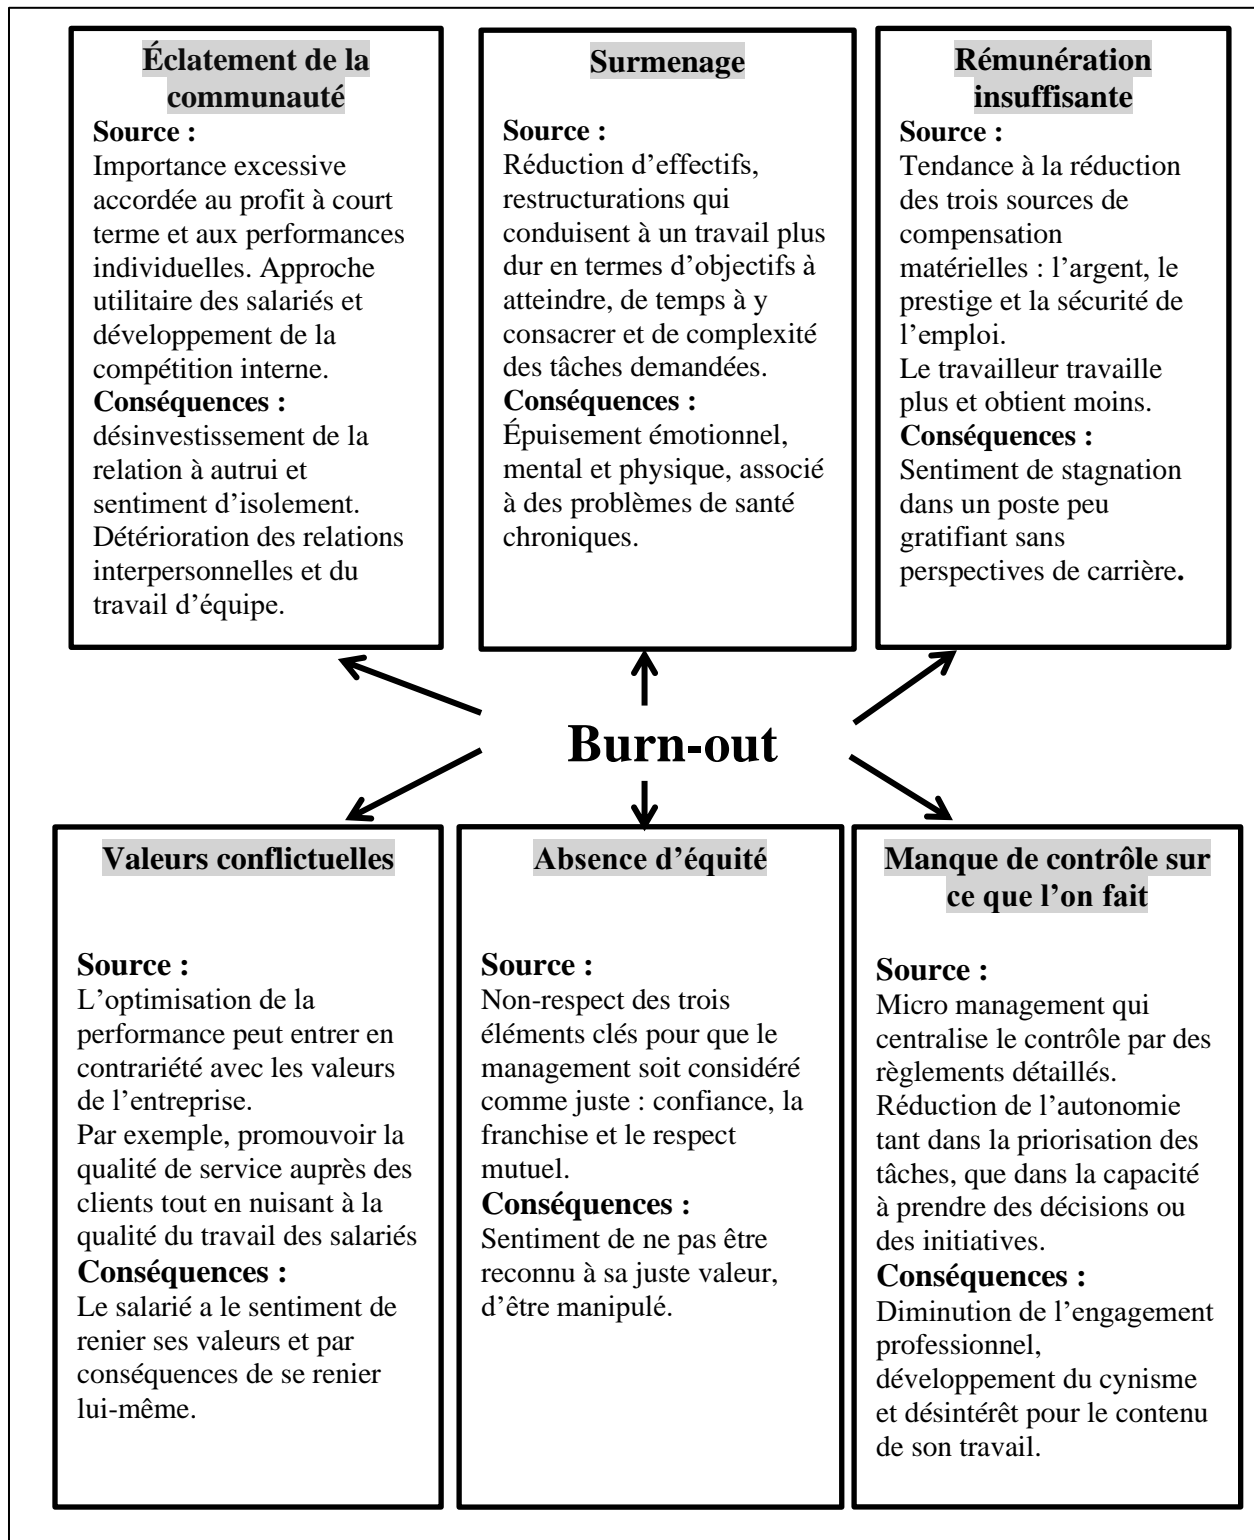 Éclatement de la
communauté
Source :
Importance excessive
accordée au profit à court
terme et aux performances
individuelles. Approche
utilitaire des salariés et
développement de la
compétition interne.
Conséquences :
désinvestissement de la
relation à autrui et
sentiment d’isolement.
Détérioration des relations
interpersonnelles et du
travail d’équipe.
Surmenage
Source :
Réduction d’effectifs,
restructurations qui
conduisent à un travail plus
dur en termes d’objectifs à
atteindre, de temps à y
consacrer et de complexité
des tâches demandées.
Conséquences :
Épuisement émotionnel,
mental et physique, associé
à des problèmes de santé
chroniques.
Rémunération
insuffisante
Source :
Tendance à la réduction
des trois sources de
compensation
matérielles : l’argent, le
prestige et la sécurité de
l’emploi.
Le travailleur travaille
plus et obtient moins.
Conséquences :
Sentiment de stagnation
dans un poste peu
gratifiant sans
perspectives de carrière.
Burn-out
Valeurs conflictuelles
Source :
L’optimisation de la
performance peut entrer en
contrariété avec les valeurs
de l’entreprise.
Par exemple, promouvoir la
qualité de service auprès des
clients tout en nuisant à la
qualité du travail des salariés
Conséquences :
Le salarié a le sentiment de
renier ses valeurs et par
conséquences de se renier
lui-même.
Absence d’équité
Source :
Non-respect des trois
éléments clés pour que le
management soit considéré
comme juste : confiance, la
franchise et le respect
mutuel.
Conséquences :
Sentiment de ne pas être
reconnu à sa juste valeur,
d’être manipulé.
Manque de contrôle sur
ce que l’on fait
Source :
Micro management qui
centralise le contrôle par des
règlements détaillés.
Réduction de l’autonomie
tant dans la priorisation des
tâches, que dans la capacité
à prendre des décisions ou
des initiatives.
Conséquences :
Diminution de l’engagement
professionnel,
développement du cynisme
et désintérêt pour le contenu
de son travail.